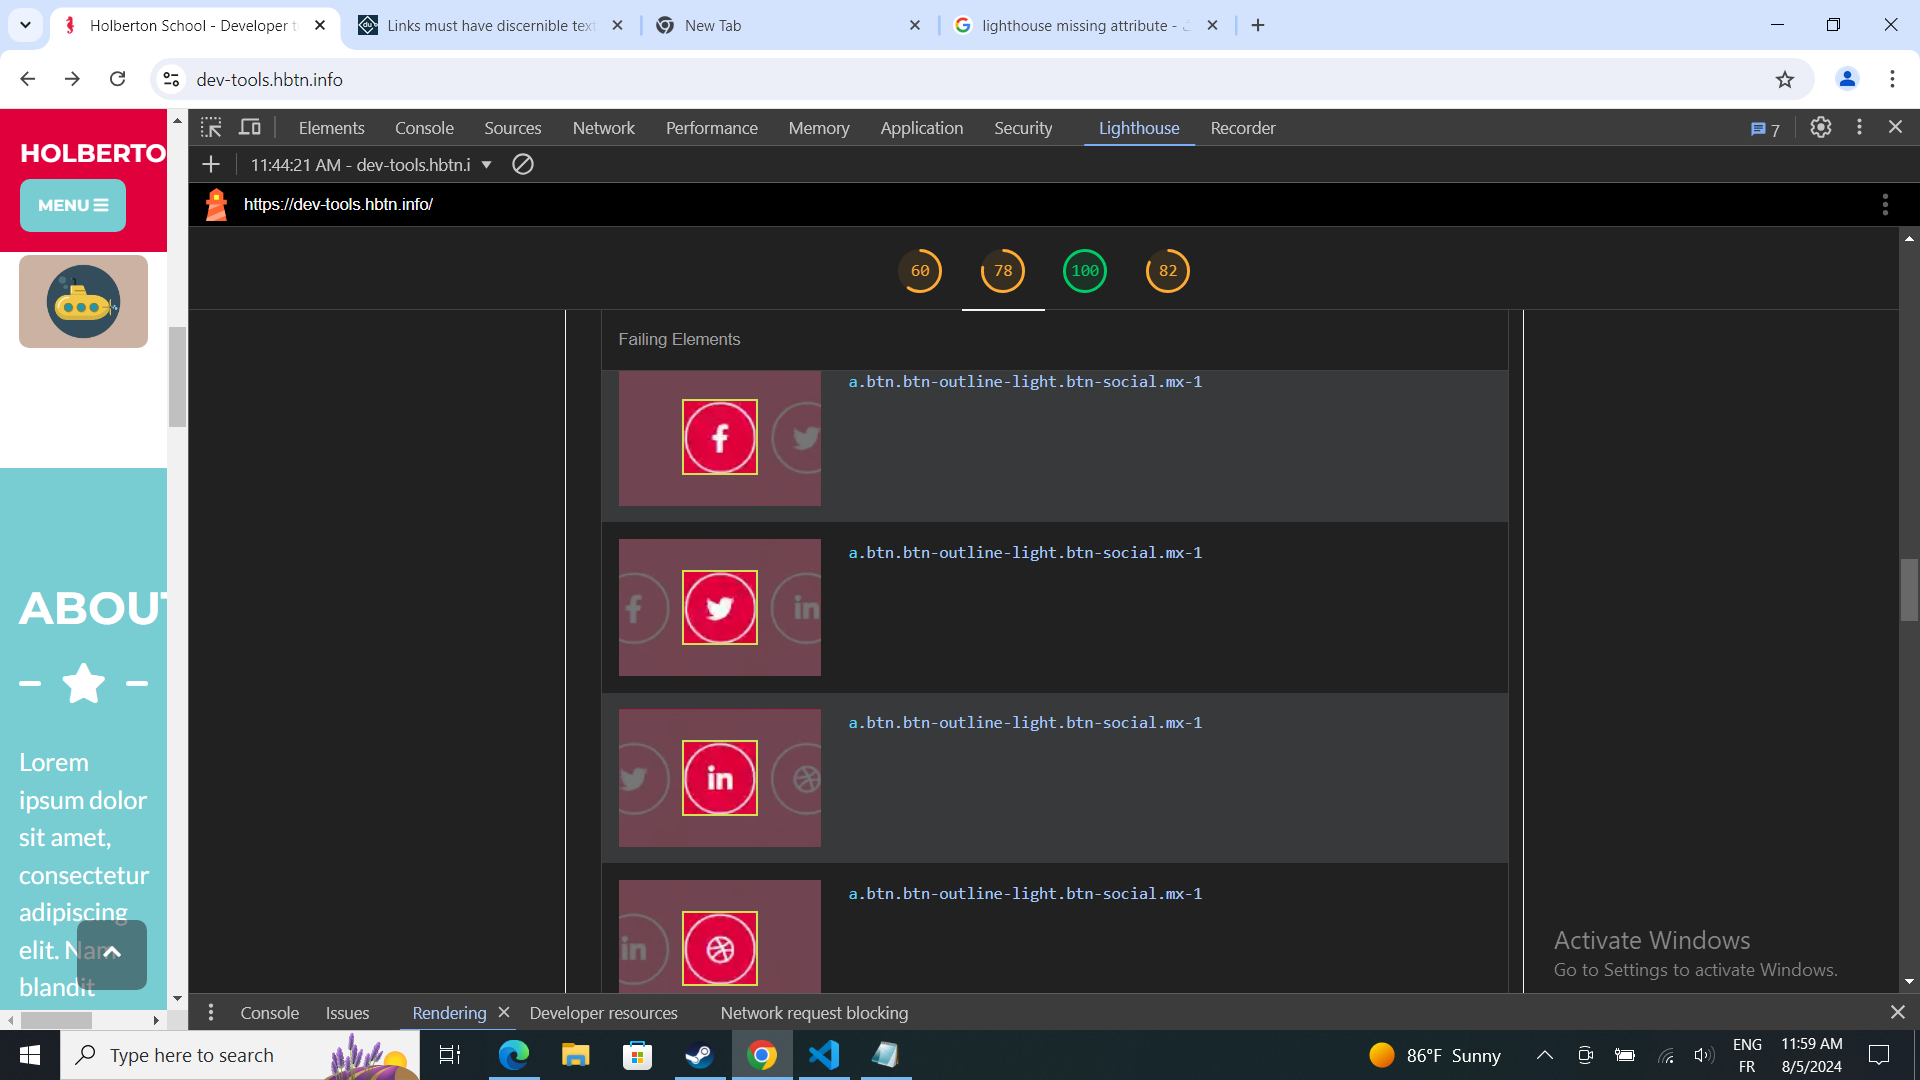 Holberton School - Developer t
Links must have discernible text
New Tab
lighthouse missing attribute -
dev-tools.hbtn.info
HOLBERTO
MENU
ABOUT
Lorem
ipsum dolor
sit amet,
consectetur
adipiscing
elit. Nam
blandit
Elements Console Sources Network Performance Memory Application Security Lighthouse Recorder 7
11:44:21 AM - dev-tools.hbtn.i
https://dev-tools.hbtn.info/
60 78 100 82
Failing Elements
a.btn.btn-outline-light.btn-social.mx-1
f
a.btn.btn-outline-light.btn-social.mx-1
f in
a.btn.btn-outline-light.btn-social.mx-1
in
a.btn.btn-outline-light.btn-social.mx-1
in
Activate Windows
Go to Settings to activate Windows.
Console Issues Rendering Developer resources Network request blocking
Type here to search
86°F Sunny
ENG
FR
11:59 AM
8/5/2024